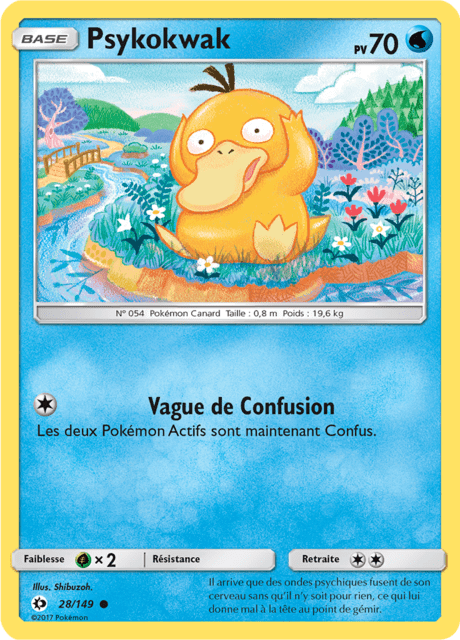 BASE Psykokwak PV 70
N° 054 Pokémon Canard Taille : 0,8 m Poids : 19,6 kg
Vague de Confusion
Les deux Pokémon Actifs sont maintenant Confus.
Faiblesse × 2 Résistance Retraite
Illus. Shibuzoh.
28/149
©2017 Pokémon
Il arrive que des ondes psychiques fusent de son
cerveau sans qu'il n'y soit pour rien, ce qui lui
donne mal à la tête au point de gémir.